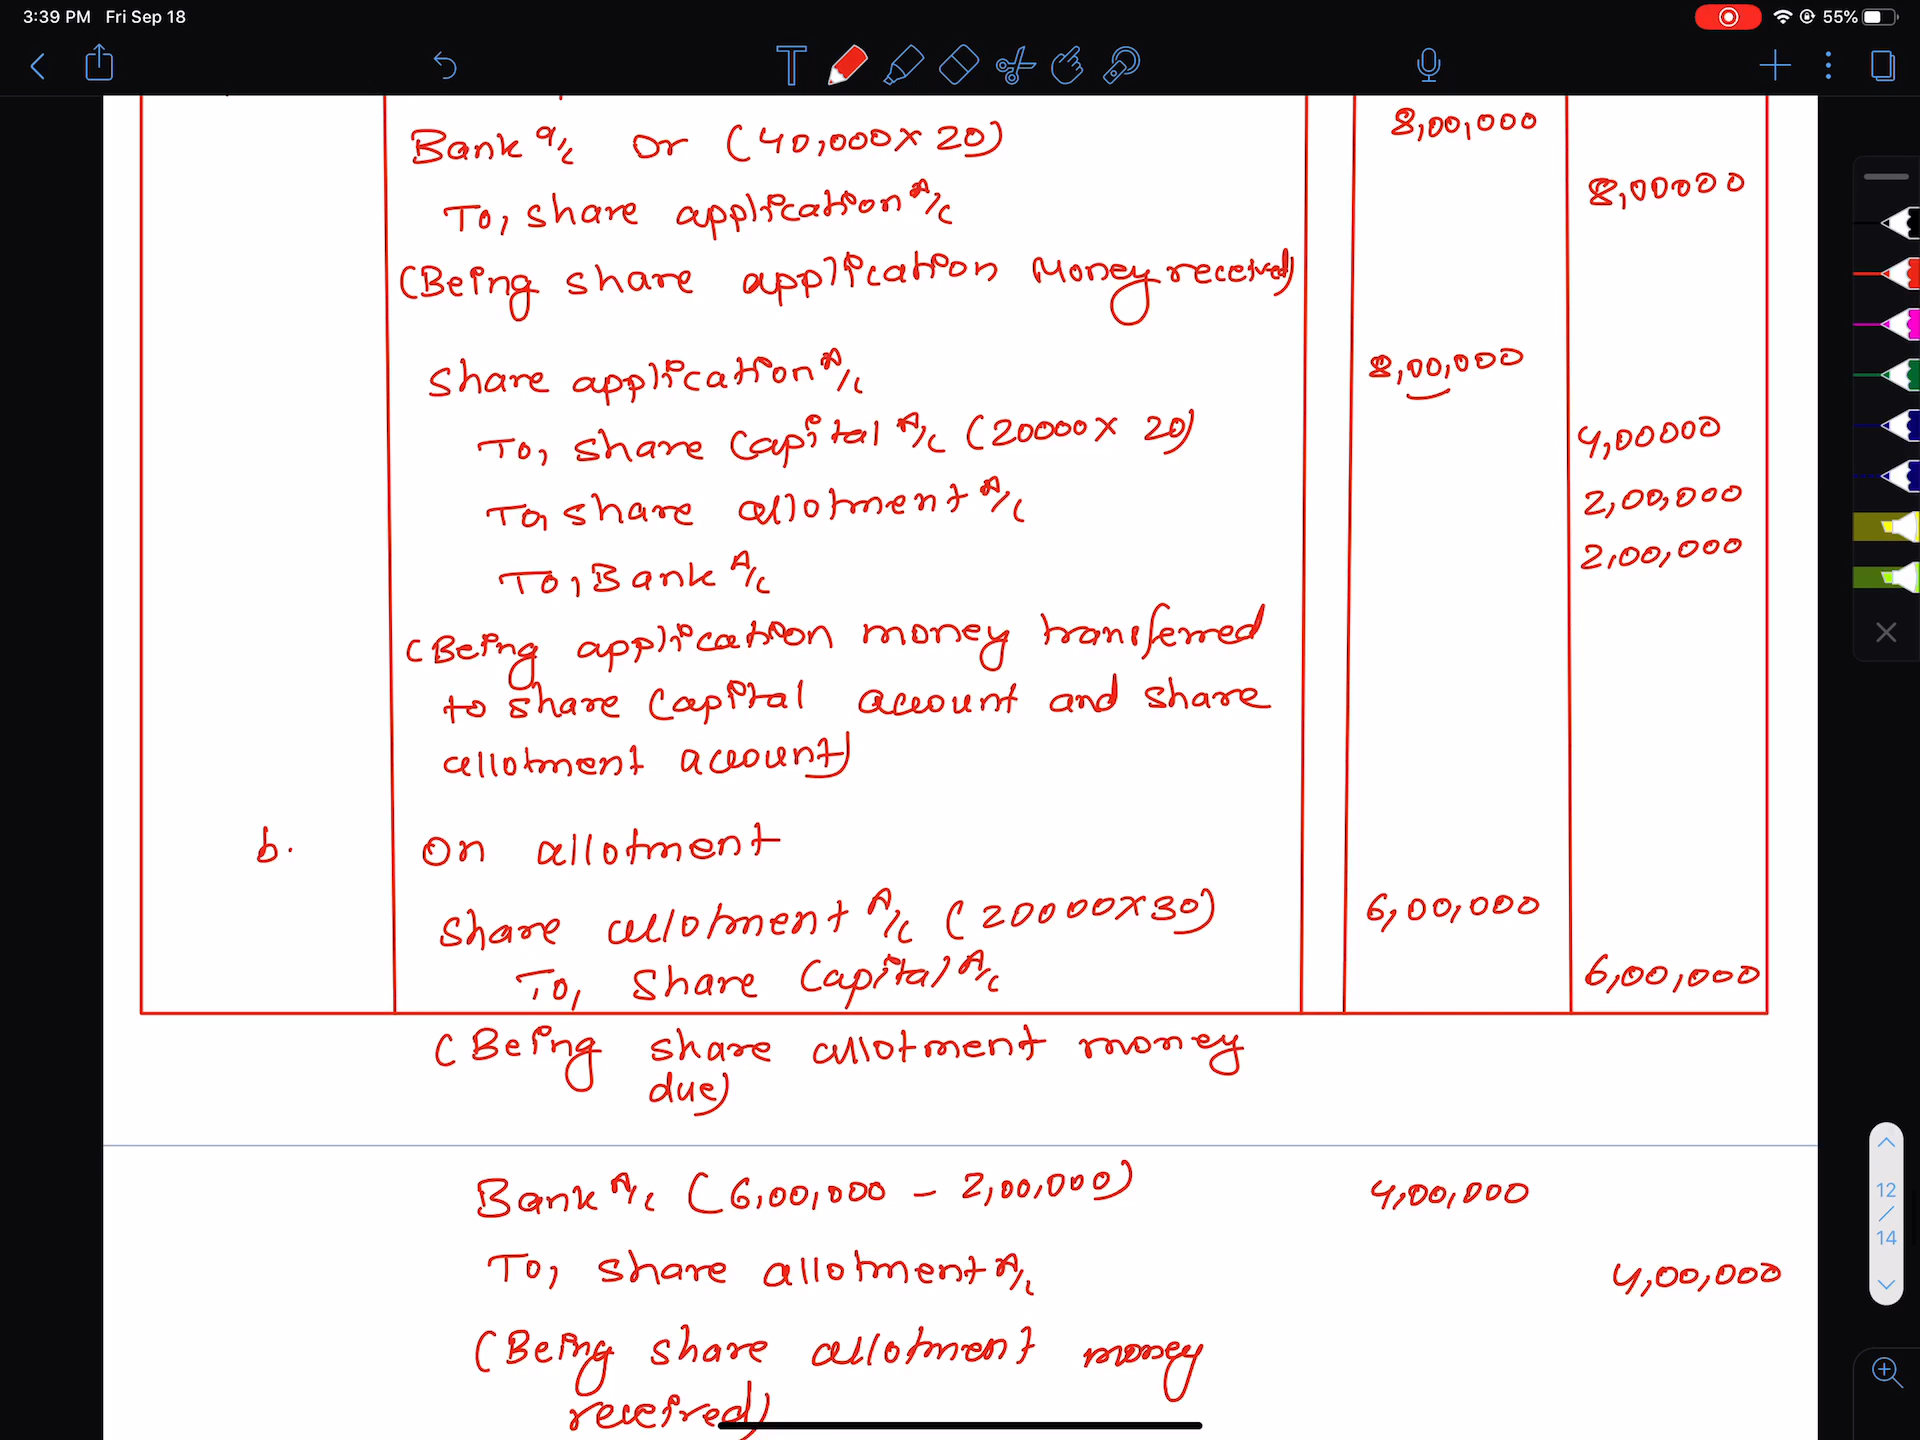 3:39 PM Fri Sep 18
55%
Bank a/c Dr (40,000 x 20) 8,00,000
To, share application A/c 8,00000
(Being share application Money received)
Share application A/c 8,00,000
To, share Capital A/c (20000 x 20) 4,00000
To, share allotment A/c 2,00,000
To, Bank A/c 2,00,000
(Being application money transferred
to share Capital account and share
allotment account)
b. On allotment
Share allotment A/c (20000x30) 6,00,000
To, Share Capital A/c 6,00,000
(Being share allotment money
due)
Bank A/c (6,00,000 - 2,00,000) 4,00,000
To, share allotment A/c 4,00,000
(Being share allotment money
received)
12
/
14